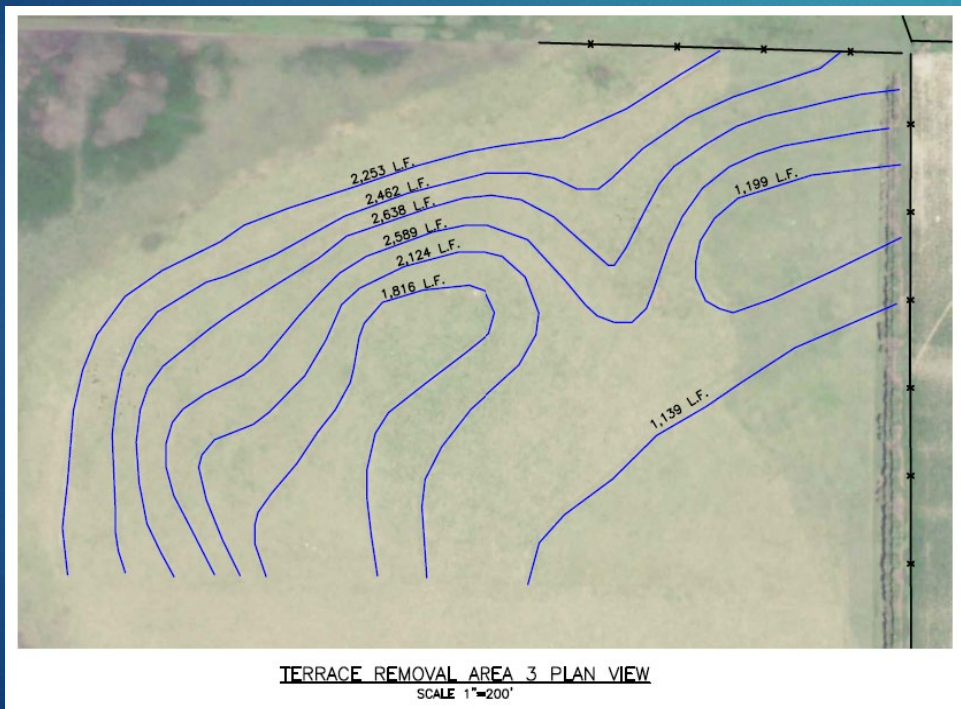 2,253 L.F.
2,462 L.F.
2,638 L.F.
2,589 L.F.
2,124 L.F.
1,816 L.F.
1,199 L.F.
1,139 L.F.
TERRACE REMOVAL AREA 3 PLAN VIEW
SCALE 1"=200'